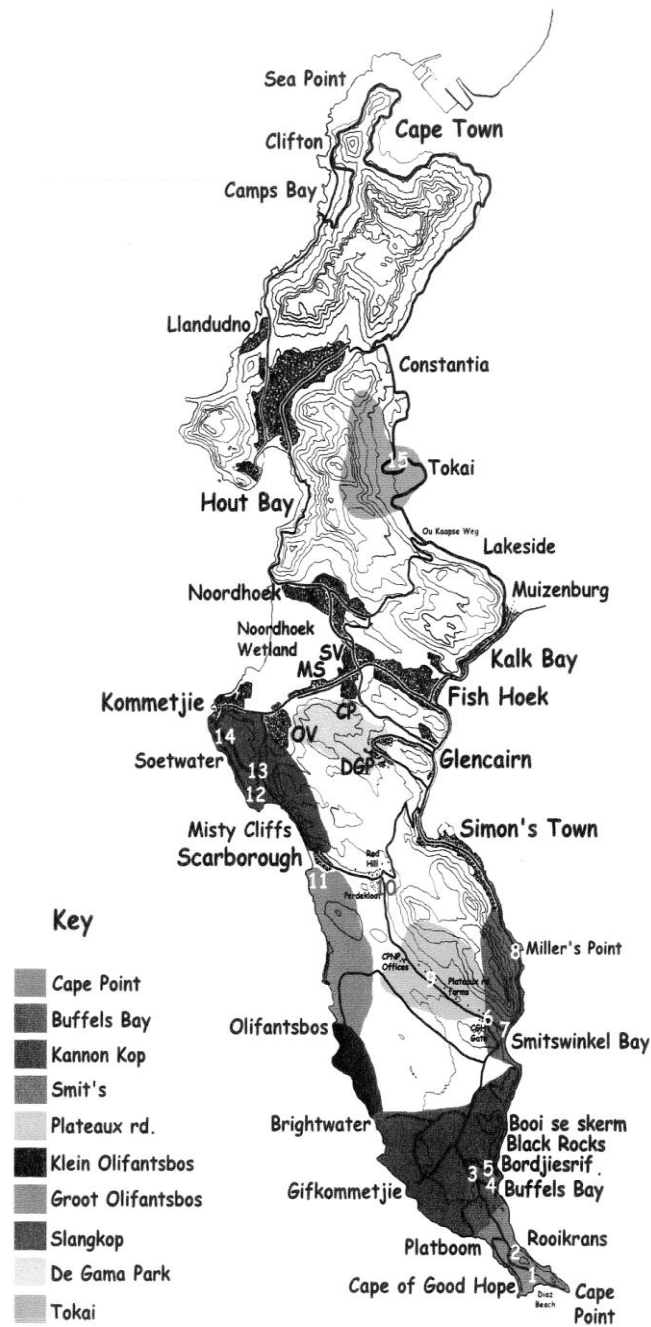 Sea Point
Cape Town
Clifton
Camps Bay
Llandudno
Constantia
15
Tokai
Hout Bay
Ou Kaapse Weg
Lakeside
Noordhoek
Muizenburg
Noordhoek
Wetland
SV
MS
Kalk Bay
Kommetjie
CP
Fish Hoek
14
OV
Soetwater
13
DGP
Glencairn
12
Misty Cliffs
Simon's Town
Scarborough
Red
Hill
11
10
Perdekloof
Key
8
Miller's Point
CPNP
Offices
9
Plateaux rd.
farms
Cape Point
Olifantsbos
6
7
CGH
Gate
Smitswinkel Bay
Buffels Bay
Kannon Kop
Smit's
Plateaux rd.
Brightwater
Booi se skerm
Black Rocks
Klein Olifantsbos
3
5
Bordjiesrif
Gifkommetjie
4
Buffels Bay
Groot Olifantsbos
Slangkop
Platboom
2
Rooikrans
De Gama Park
Cape of Good Hope
1
Diaz
Beach
Cape
Point
Tokai